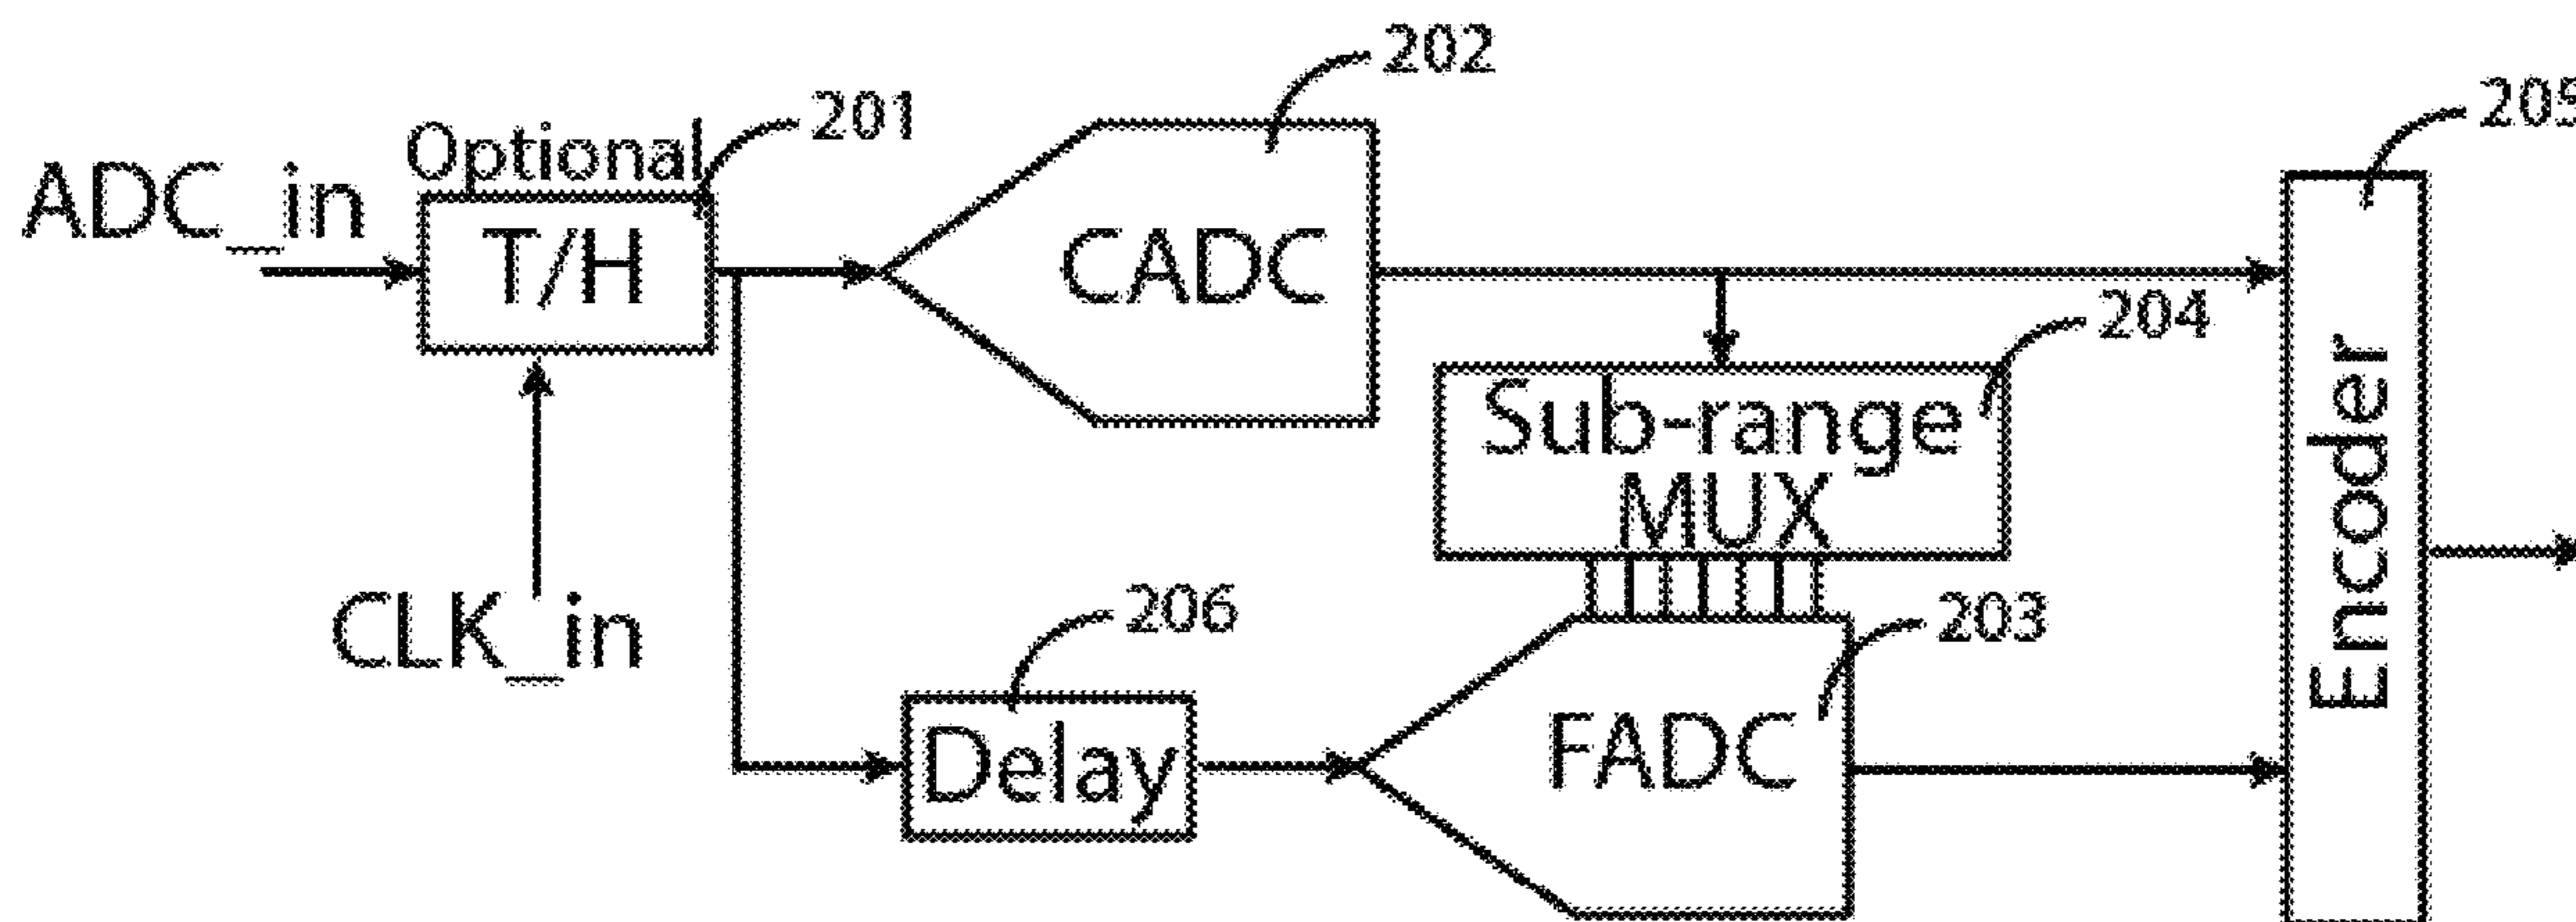 202
201
205
Optional
ADC_in
T/H
CADC
204
Sub-range
MUX
Encoder
CLK_in
206
203
Delay
FADC